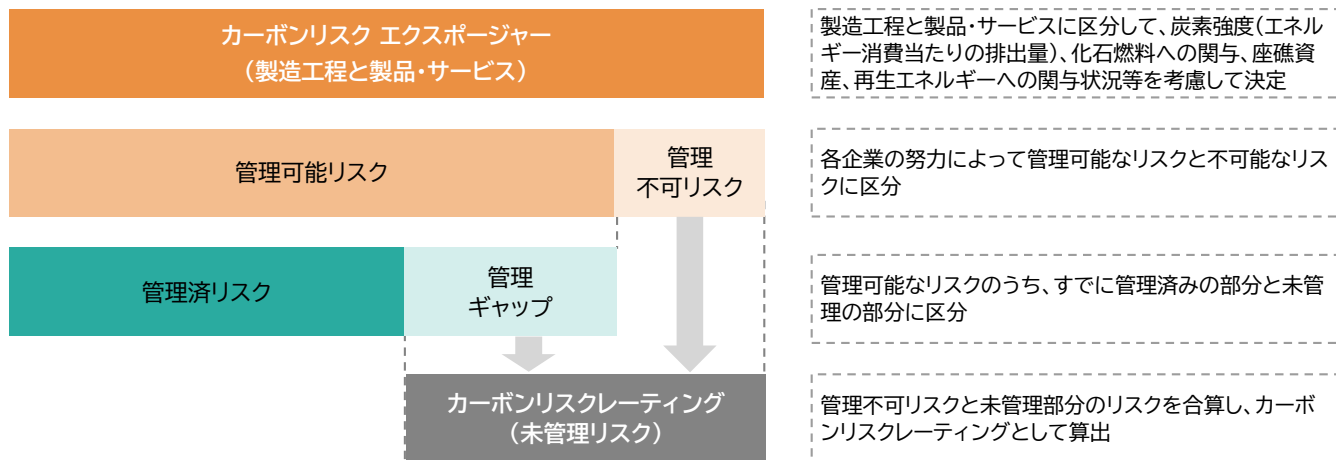 カーボンリスク エクスポージャー
(製造工程と製品・サービス)
製造工程と製品・サービスに区分して、炭素強度(エネル
ギー消費当たりの排出量)、化石燃料への関与、座礁資
産、再生エネルギーへの関与状況等を考慮して決定
管理可能リスク
管理
不可リスク
各企業の努力によって管理可能なリスクと不可能なリス
クに区分
管理済リスク
管理
ギャップ
管理可能なリスクのうち、すでに管理済みの部分と未管
理の部分に区分
カーボンリスクレーティング
(未管理リスク)
管理不可リスクと未管理部分のリスクを合算し、カーボ
ンリスクレーティングとして算出